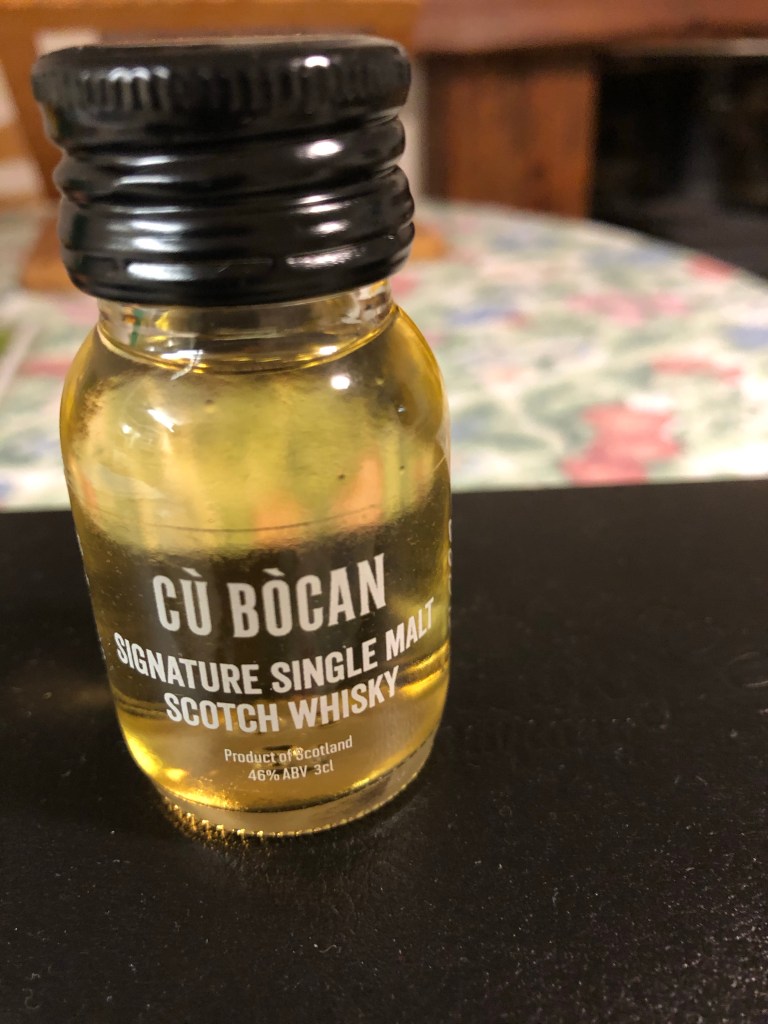 CÙ BÒCAN
SIGNATURE SINGLE MALT
SCOTCH WHISKY
Product of Scotland
46% ABV 3cl